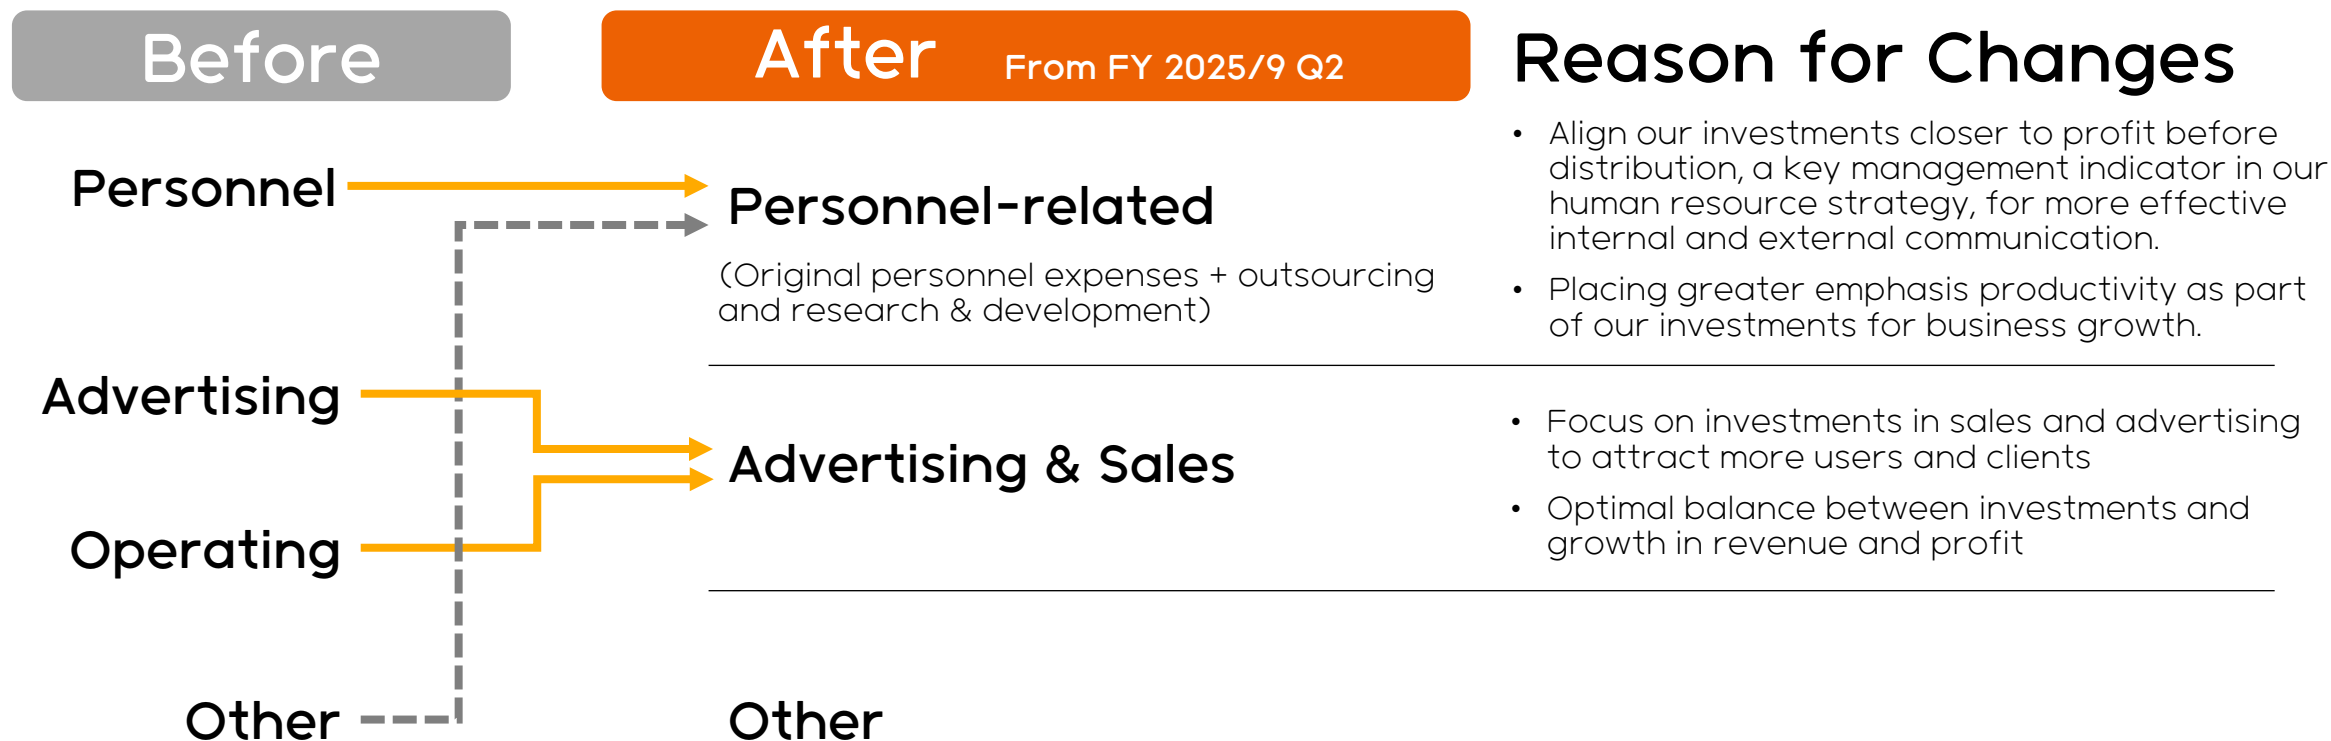 Before
After From FY 2025/9 Q2
Reason for Changes
Personnel
Advertising
Operating
Other
Personnel-related
(Original personnel expenses + outsourcing
and research & development)
Advertising & Sales
Other
• Align our investments closer to profit before
distribution, a key management indicator in our
human resource strategy, for more effective
internal and external communication.
• Placing greater emphasis productivity as part
of our investments for business growth.
• Focus on investments in sales and advertising
to attract more users and clients
• Optimal balance between investments and
growth in revenue and profit